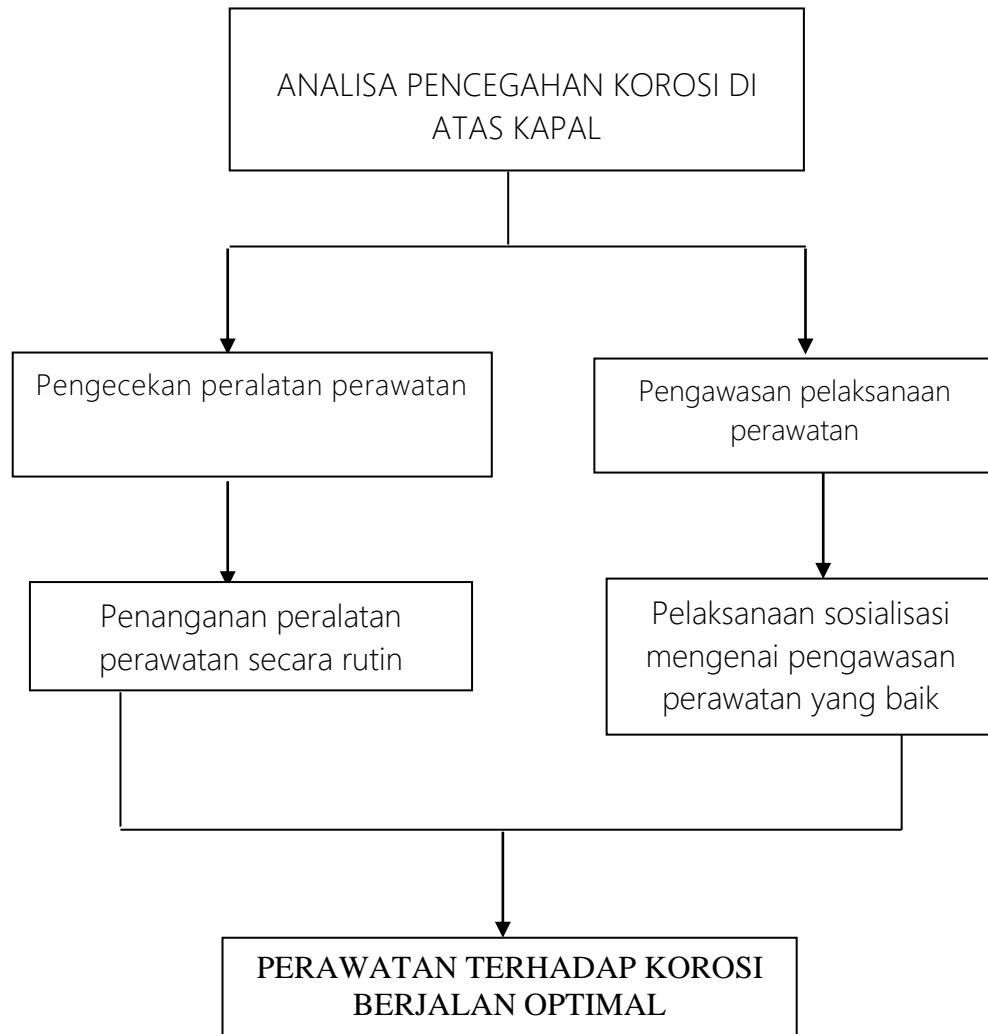 ANALISA PENCEGAHAN KOROSI DI
ATAS KAPAL
Pengecekan peralatan perawatan
Pengawasan pelaksanaan
perawatan
Penanganan peralatan
perawatan secara rutin
Pelaksanaan sosialisasi
mengenai pengawasan
perawatan yang baik
PERAWATAN TERHADAP KOROSI
BERJALAN OPTIMAL